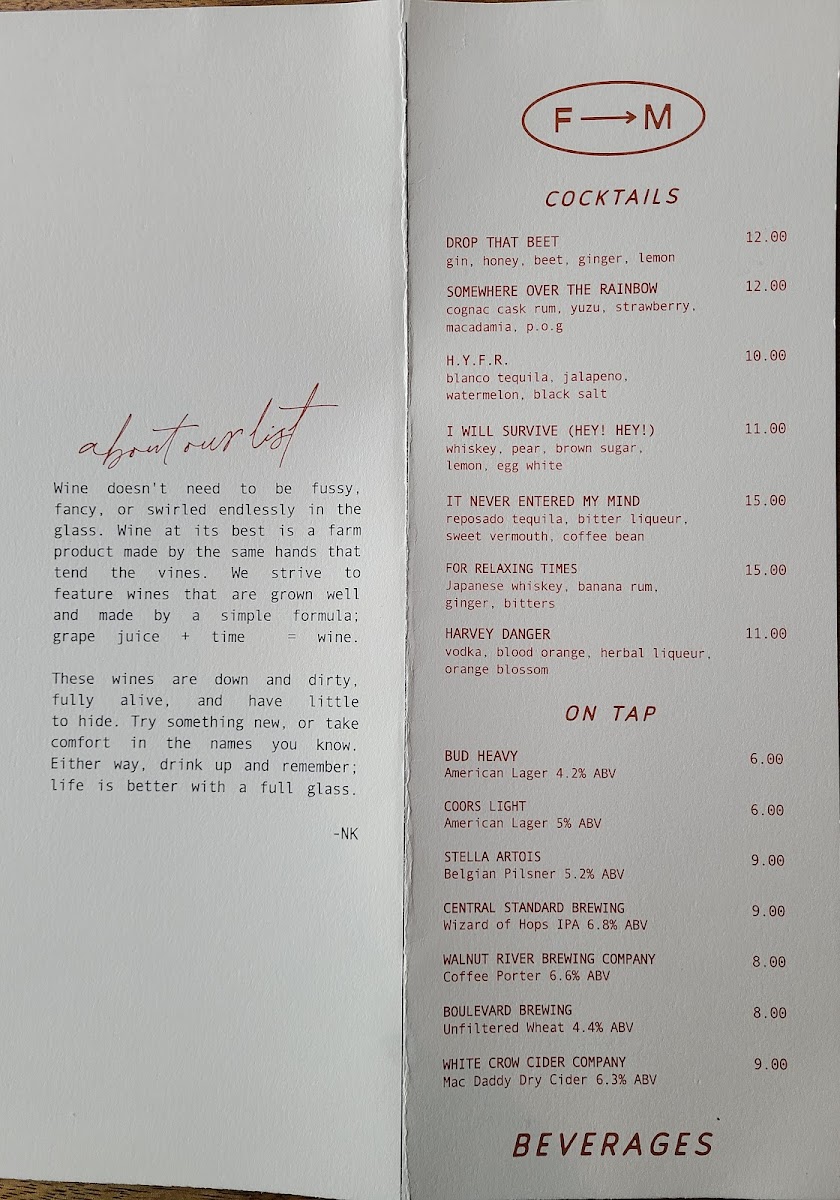 about our list
Wine doesn't need to be fussy,
fancy, or swirled endlessly in the
glass. Wine at its best is a farm
product made by the same hands that
tend the vines. We strive to
feature wines that are grown well
and made by a simple formula;
grape juice + time = wine.
These wines are down and dirty,
fully alive, and have little
to hide. Try something new, or take
comfort in the names you know.
Either way, drink up and remember;
life is better with a full glass.
-NK
F→M
COCKTAILS
DROP THAT BEET 12.00
gin, honey, beet, ginger, lemon
SOMEWHERE OVER THE RAINBOW 12.00
cognac cask rum, yuzu, strawberry,
macadamia, p.o.g
H.Y.F.R. 10.00
blanco tequila, jalapeno,
watermelon, black salt
I WILL SURVIVE (HEY! HEY!) 11.00
whiskey, pear, brown sugar,
lemon, egg white
IT NEVER ENTERED MY MIND 15.00
reposado tequila, bitter liqueur,
sweet vermouth, coffee bean
FOR RELAXING TIMES 15.00
Japanese whiskey, banana rum,
ginger, bitters
HARVEY DANGER 11.00
vodka, blood orange, herbal liqueur,
orange blossom
ON TAP
BUD HEAVY 6.00
American Lager 4.2% ABV
COORS LIGHT 6.00
American Lager 5% ABV
STELLA ARTOIS 9.00
Belgian Pilsner 5.2% ABV
CENTRAL STANDARD BREWING 9.00
Wizard of Hops IPA 6.8% ABV
WALNUT RIVER BREWING COMPANY 8.00
Coffee Porter 6.6% ABV
BOULEVARD BREWING 8.00
Unfiltered Wheat 4.4% ABV
WHITE CROW CIDER COMPANY 9.00
Mac Daddy Dry Cider 6.3% ABV
BEVERAGES